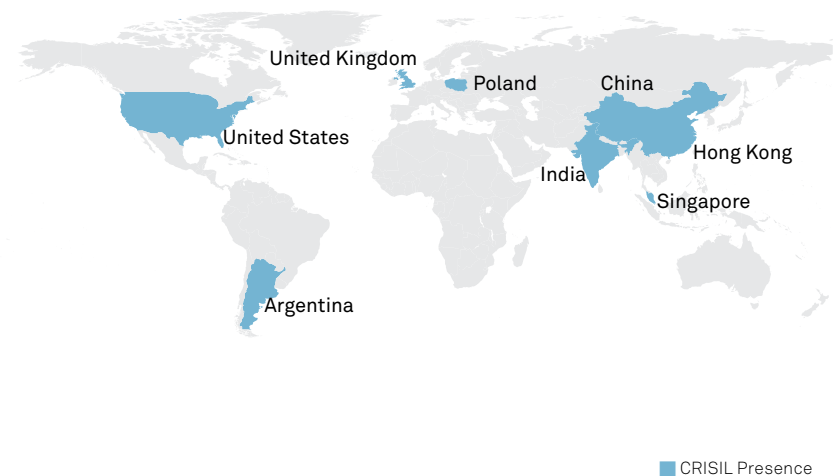 United Kingdom
Poland
China
United States
Hong Kong
India
Singapore
Argentina
CRISIL Presence